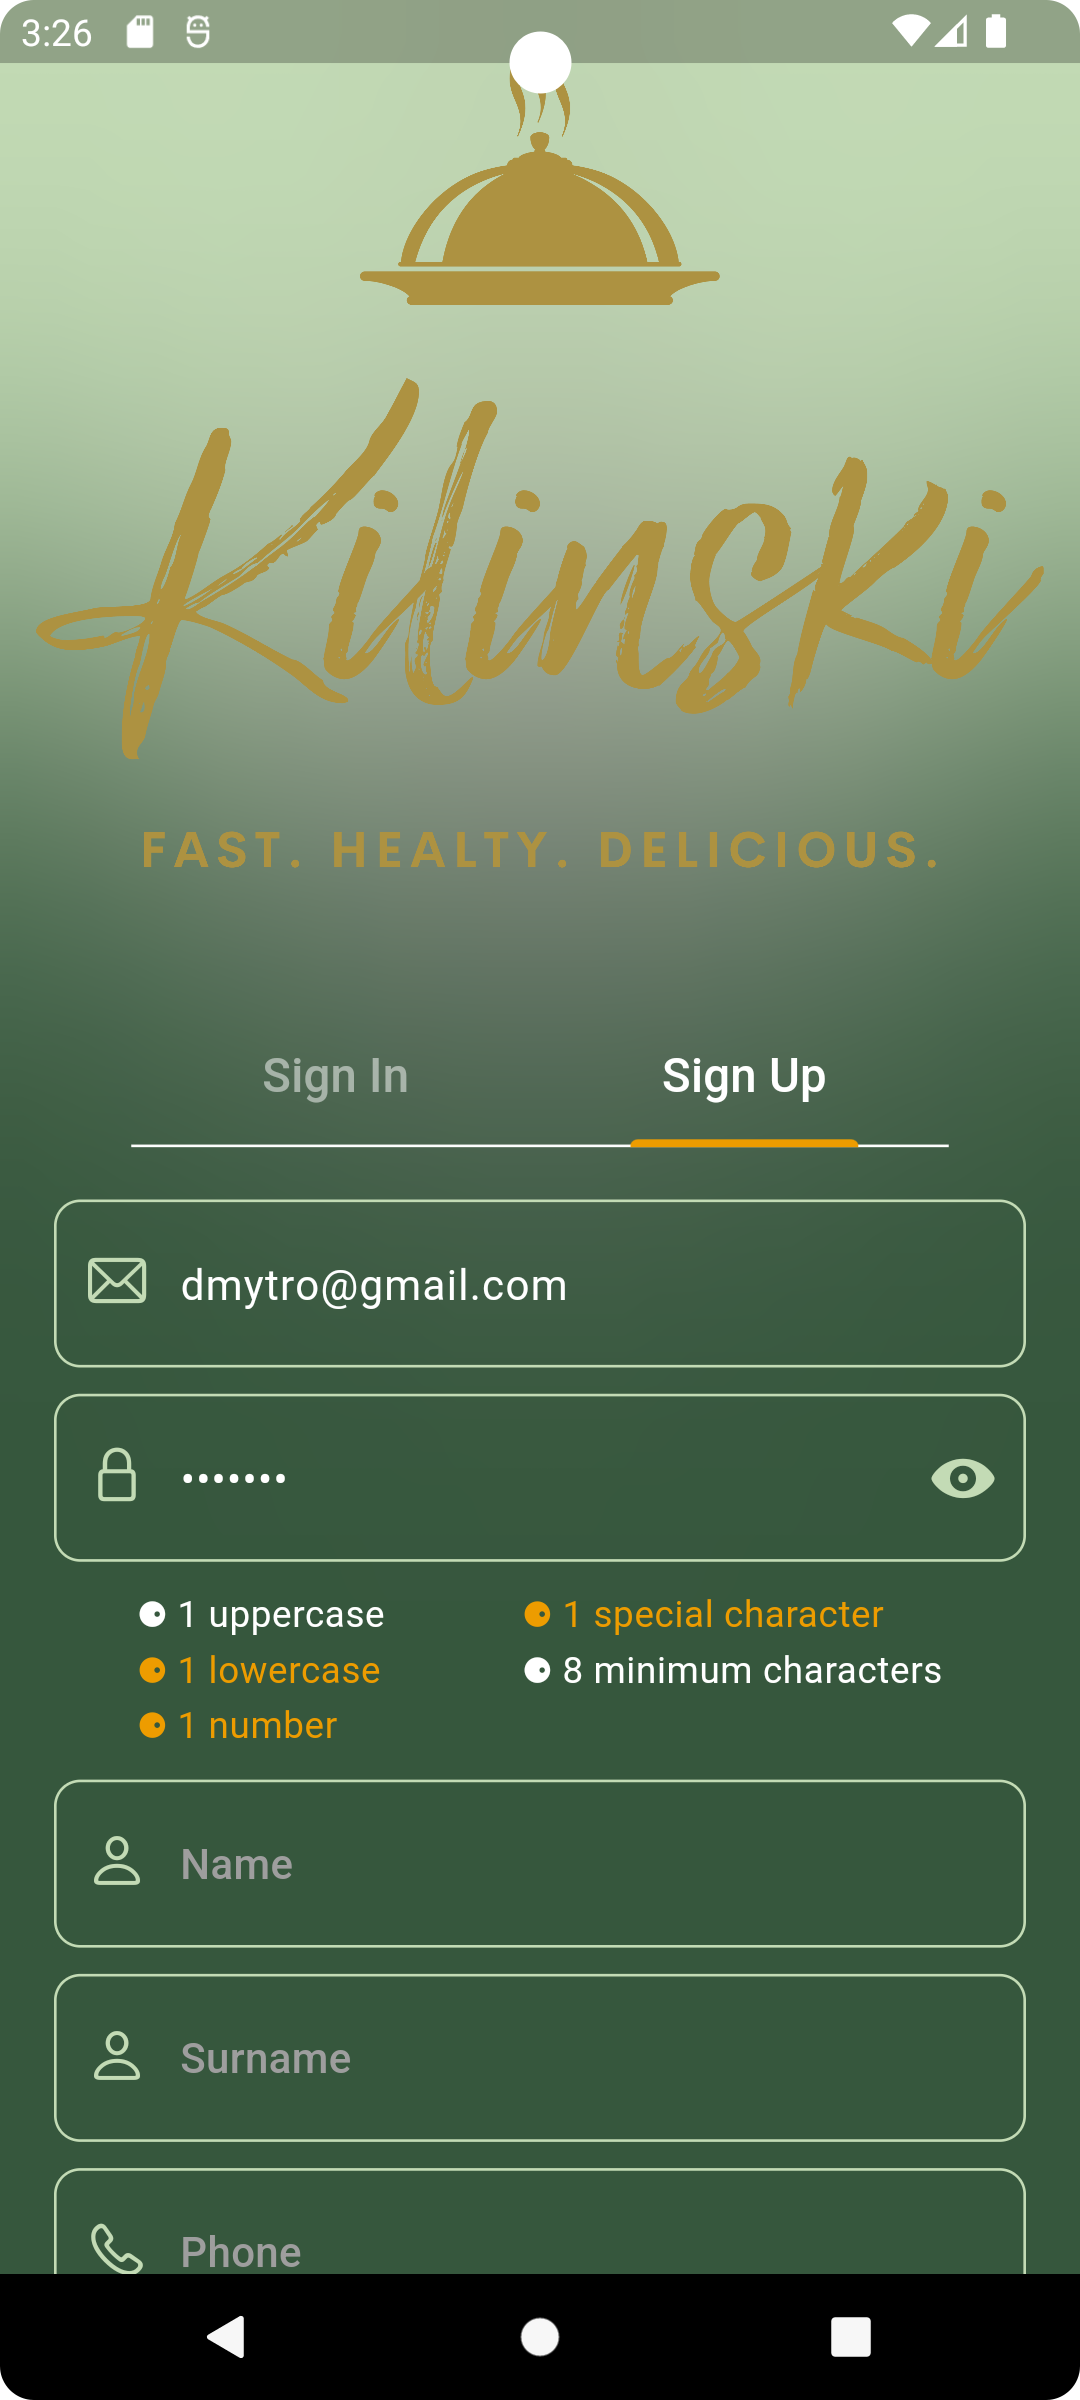 3:26
Kilinski
FAST. HEALTY. DELICIOUS.
Sign In Sign Up
dmytro@gmail.com
•••••••
1 uppercase 1 special character
1 lowercase 8 minimum characters
1 number
Name
Surname
Phone